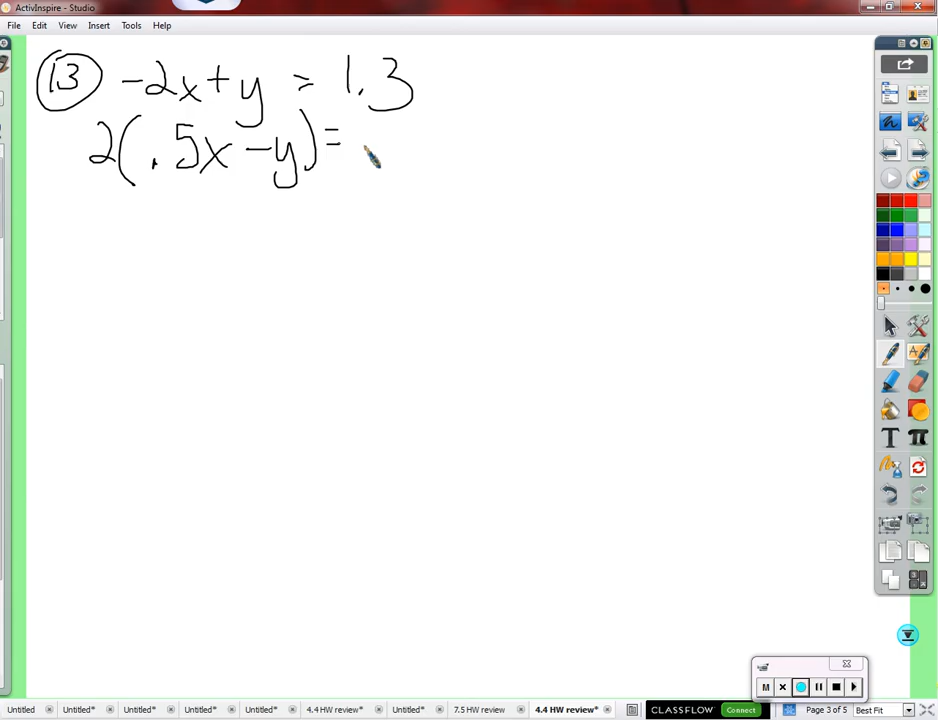 ActivInspire - Studio
File Edit View Insert Tools Help
13 -2x+y = 1.3
2(.5x-y)=
M
Untitled Untitled* Untitled* Untitled* Untitled* 4.4 HW review* Untitled* 7.5 HW review 4.4 HW review* CLASSFLOW Connect Page 3 of 5 Best Fit